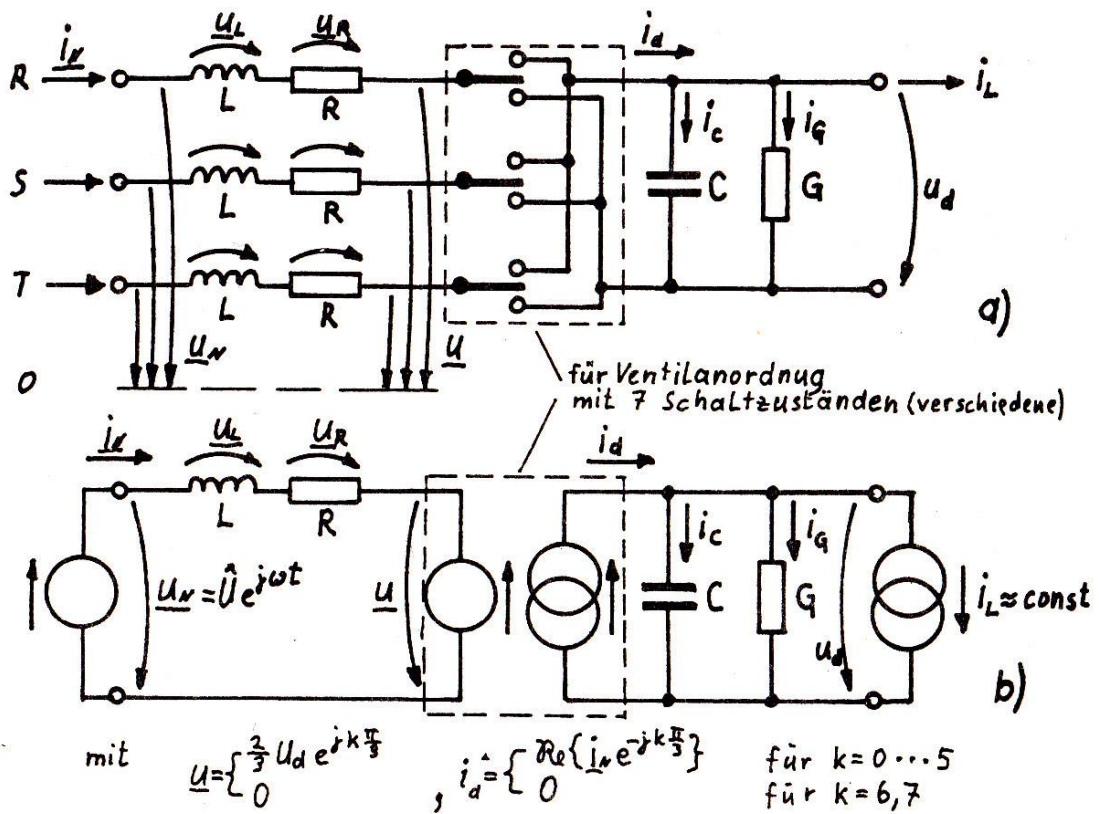 i_N u_L u_R i_d
R L R i_L
i_C i_G
S L R C G u_d
T L R
u_N u a)
O
für Ventilanordnug
mit 7 Schaltzuständen (verschiedene)
i_N u_L u_R i_d
L R i_C i_G
u_N = Û e^{jωt} u C G i_L ≈ const
u_d
b)
mit u = { 2/3 U_d e^{jkπ/3} , i_d ≙ { Re{i_N e^{-jkπ/3}} für k = 0 ··· 5
0 0 für k = 6,7